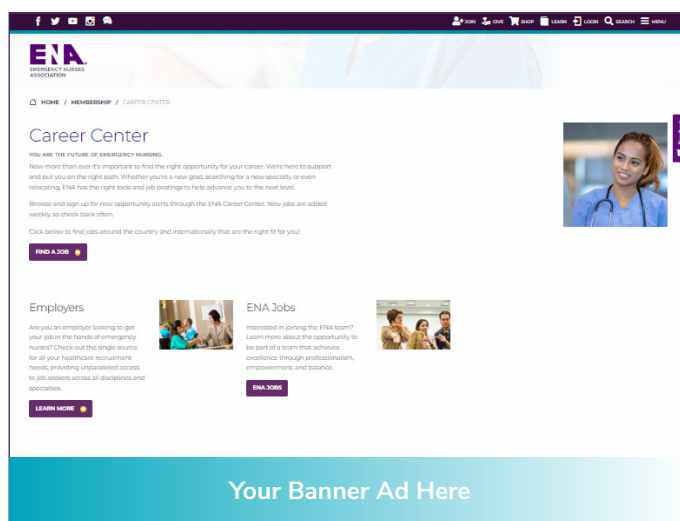 JOIN GIVE SHOP LEARN LOGIN SEARCH MENU
ENA
EMERGENCY NURSES
ASSOCIATION
HOME / MEMBERSHIP / CAREER CENTER
Career Center
YOU ARE THE FUTURE OF EMERGENCY NURSING.
Now more than ever it's important to find the right opportunity for your career. We're here to support
and put you on the right path. Whether you're a new grad, searching for a new specialty or even
relocating, ENA has the right tools and job postings to help advance you to the next level.
Browse and sign up for new opportunity alerts through the ENA Career Center. New jobs are added
weekly, so check back often.
Click below to find jobs around the country and internationally that are the right fit for you!
FIND A JOB
Employers
Are you an employer looking to get
your job in the hands of emergency
nurses? Check out the single source
for all your healthcare recruitment
needs, providing unparalleled access
to job seekers across all disciplines and
specialties.
LEARN MORE
ENA Jobs
Interested in joining the ENA team?
Learn more about the opportunity to
be part of a team that achieves
excellence through professionalism,
empowerment, and balance.
ENA JOBS
Your Banner Ad Here